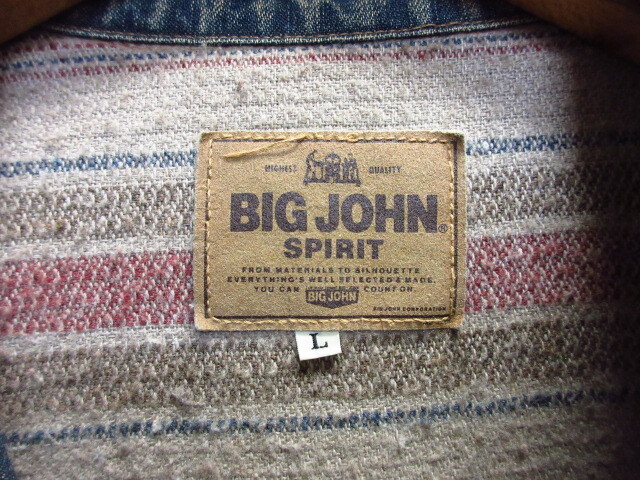 HIGHEST QUALITY
BIG JOHN®
SPIRIT
FROM MATERIALS TO SILHOUETTE
EVERYTHING'S WELL SELECTED & MADE.
YOU CAN BIG JOHN COUNT ON.
BIG JOHN CORPORATION
L